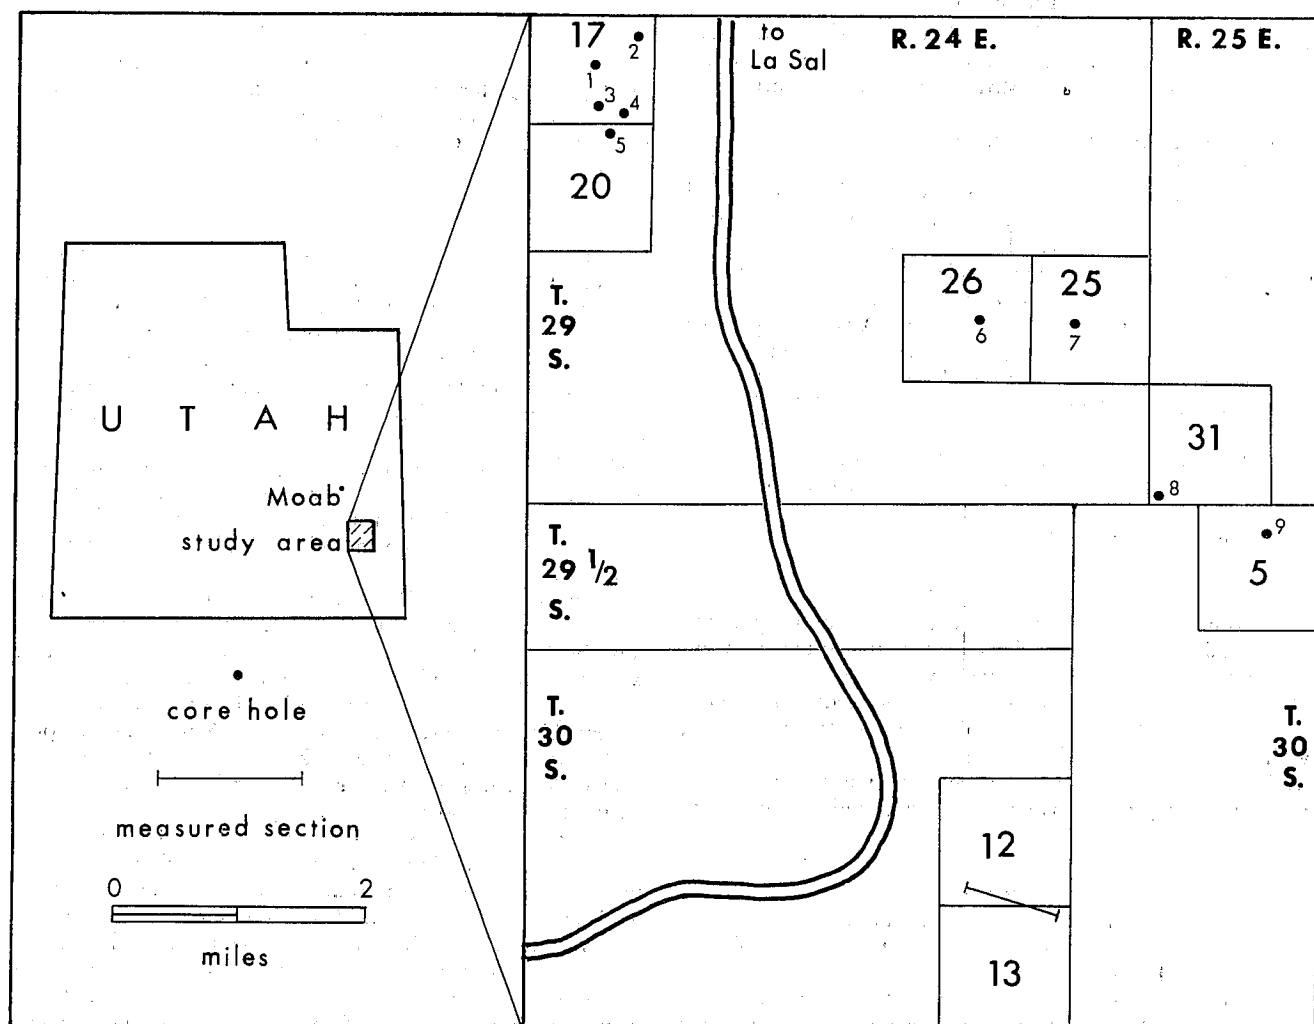 17
2
1
3
4
5
20
to
La Sal
R. 24 E.
R. 25 E.
T.
29
S.
26
6
25
7
31
8
T.
29 1/2
S.
9
5
T.
30
S.
T.
30
S.
12
13
UTAH
Moab
study area
core hole
measured section
0 2
miles